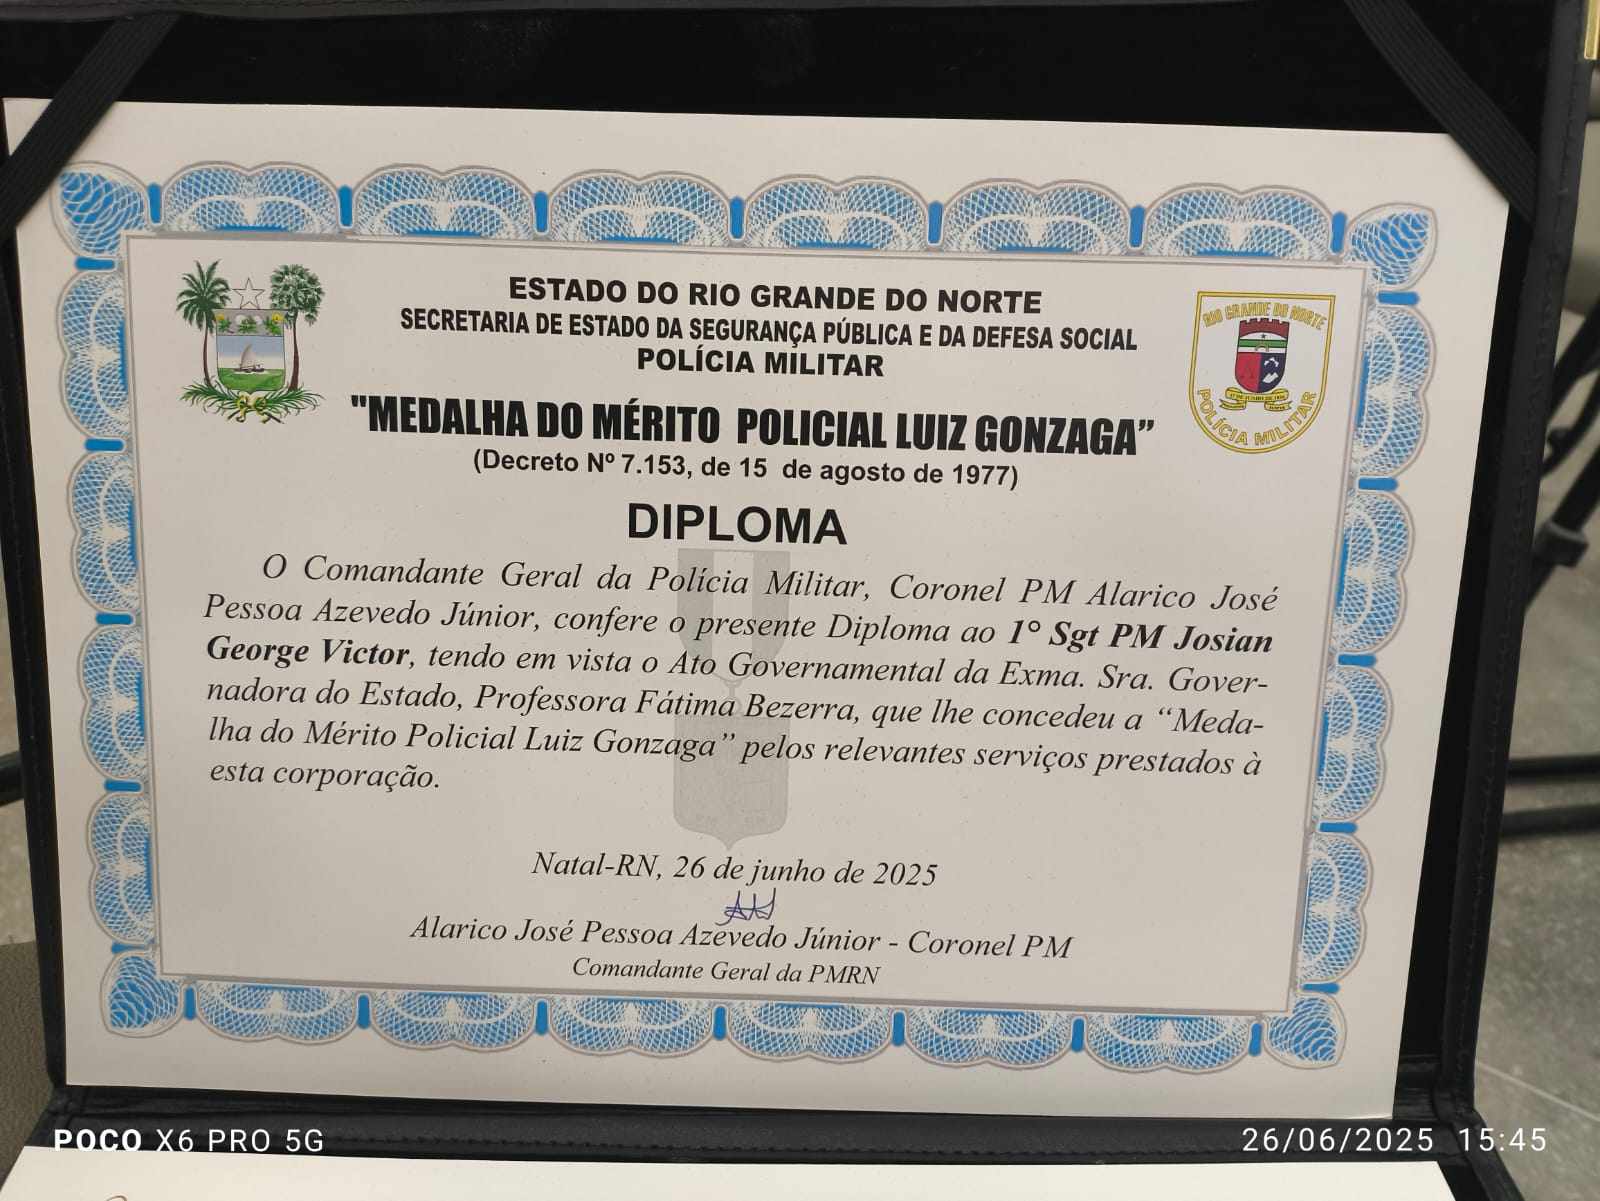 ESTADO DO RIO GRANDE DO NORTE
SECRETARIA DE ESTADO DA SEGURANÇA PÚBLICA E DA DEFESA SOCIAL
POLÍCIA MILITAR
RIO GRANDE DO NORTE
POLÍCIA MILITAR
"MEDALHA DO MÉRITO POLICIAL LUIZ GONZAGA”
(Decreto Nº 7.153, de 15 de agosto de 1977)
DIPLOMA
O Comandante Geral da Polícia Militar, Coronel PM Alarico José
Pessoa Azevedo Júnior, confere o presente Diploma ao 1° Sgt PM Josian
George Victor, tendo em vista o Ato Governamental da Exma. Sra. Gover-
nadora do Estado, Professora Fátima Bezerra, que lhe concedeu a “Meda-
lha do Mérito Policial Luiz Gonzaga” pelos relevantes serviços prestados à
esta corporação.
Natal-RN, 26 de junho de 2025
Alarico José Pessoa Azevedo Júnior - Coronel PM
Comandante Geral da PMRN
POCO X6 PRO 5G
26/06/2025 15:45